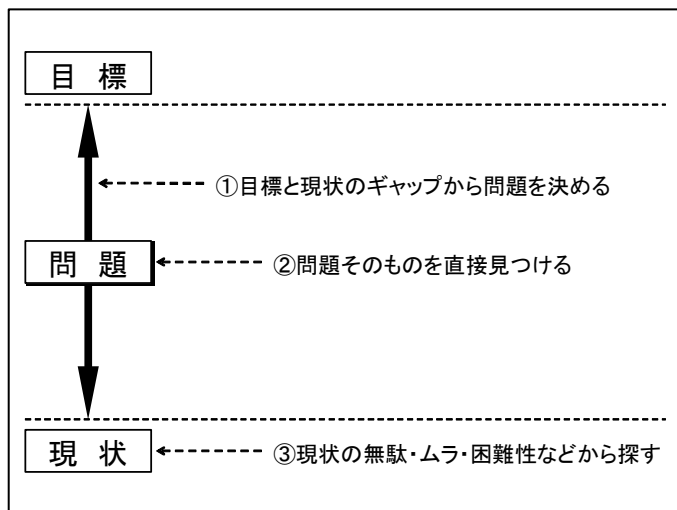 目 標
①目標と現状のギャップから問題を決める
問 題
②問題そのものを直接見つける
現 状
③現状の無駄・ムラ・困難性などから探す